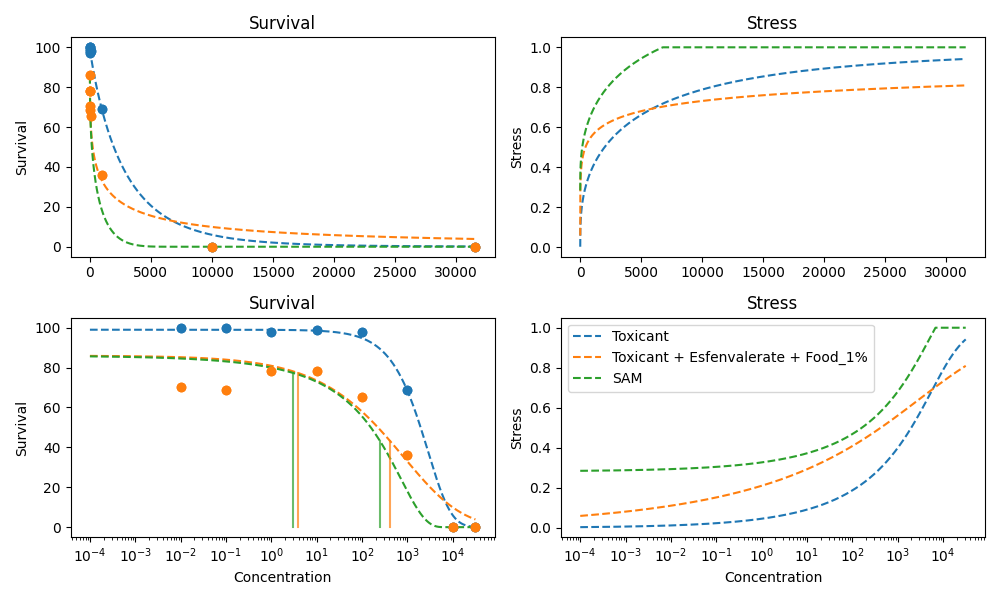 Survival
Stress
Survival
100
80
60
40
20
0
0 5000 10000 15000 20000 25000 30000
Stress
1.0
0.8
0.6
0.4
0.2
0.0
0 5000 10000 15000 20000 25000 30000
Survival
Stress
Survival
100
80
60
40
20
0
10⁻⁴ 10⁻³ 10⁻² 10⁻¹ 10⁰ 10¹ 10² 10³ 10⁴
Concentration
Stress
1.0
0.8
0.6
0.4
0.2
0.0
Toxicant
Toxicant + Esfenvalerate + Food_1%
SAM
10⁻⁴ 10⁻³ 10⁻² 10⁻¹ 10⁰ 10¹ 10² 10³ 10⁴
Concentration